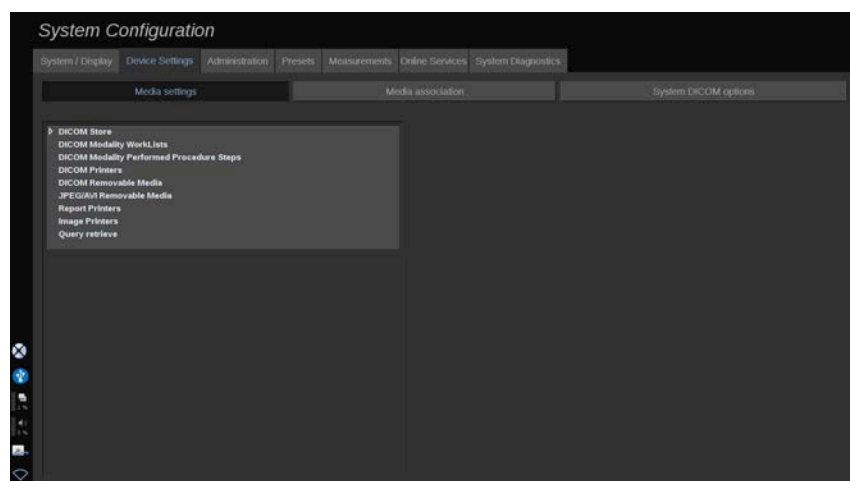 System Configuration
System / Display Device Settings Administration Presets Measurements Online Services System Diagnostics
Media settings Media association System DICOM options
DICOM Store
DICOM Modality WorkLists
DICOM Modality Performed Procedure Steps
DICOM Printers
DICOM Removable Media
JPEG/AVI Removable Media
Report Printers
Image Printers
Query retrieve